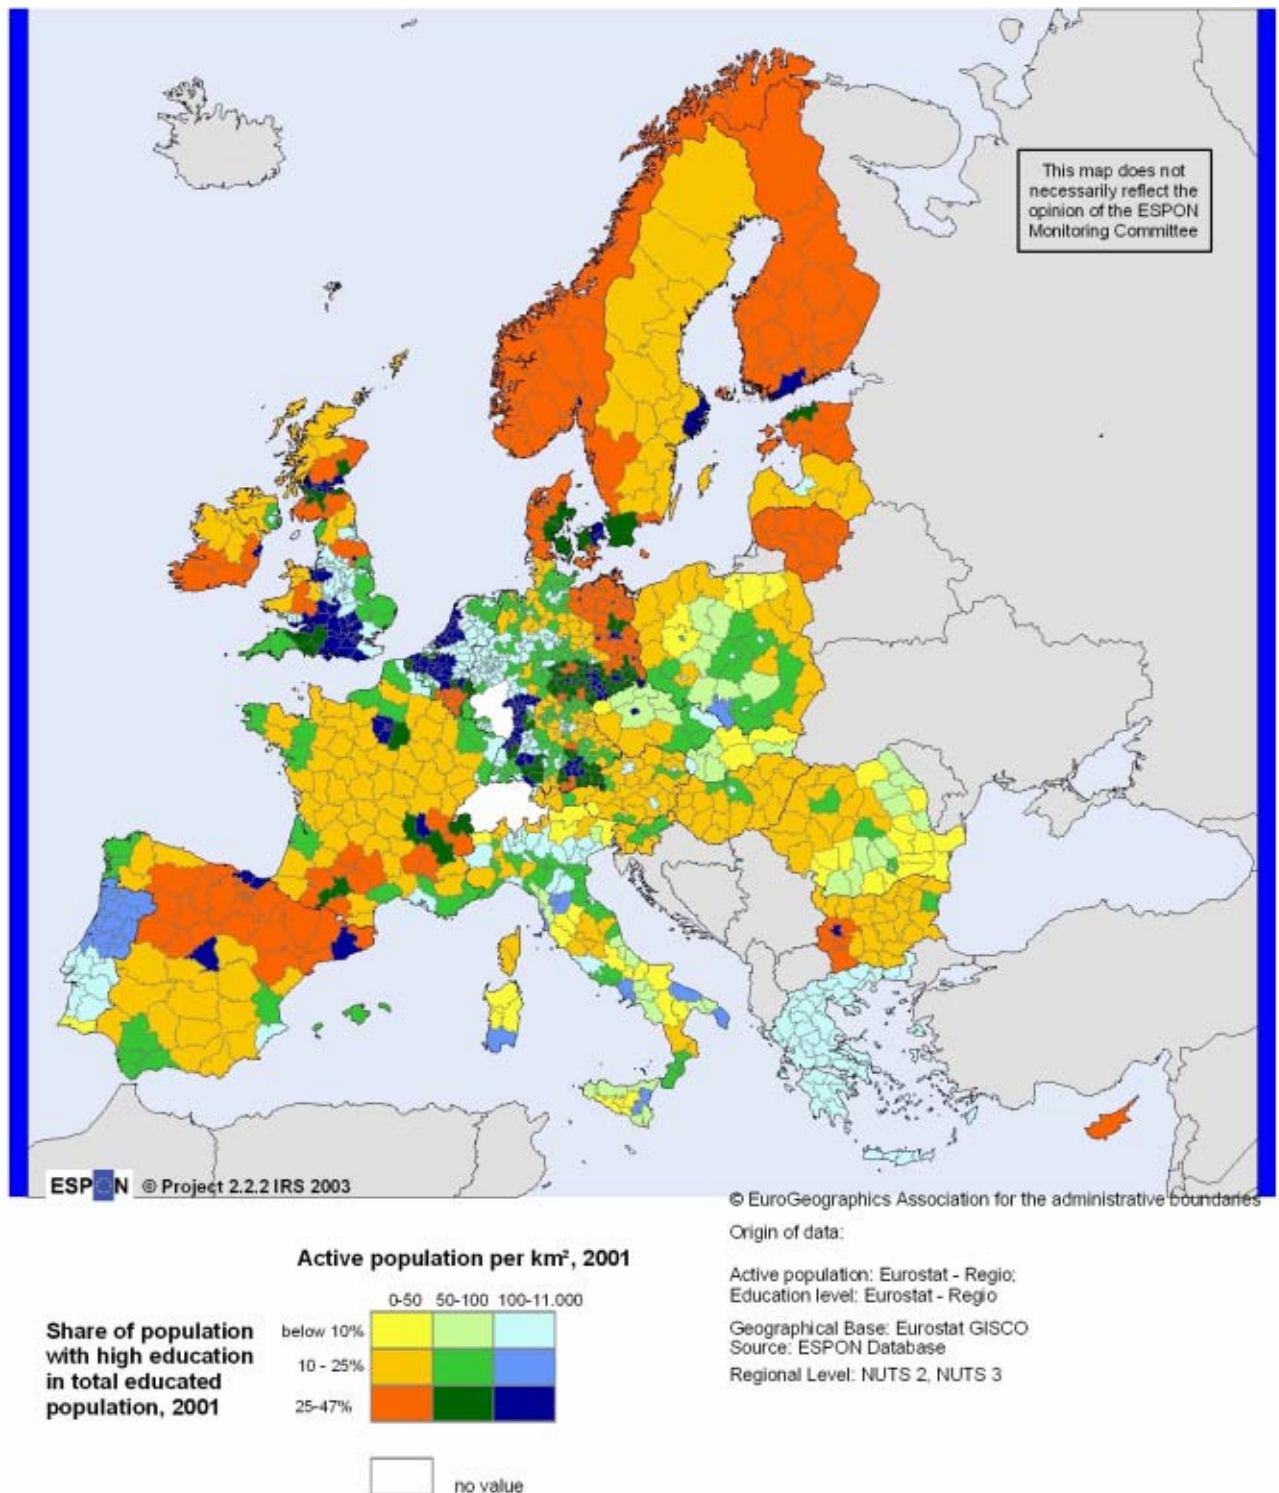 This map does not
necessarily reflect the
opinion of the ESPON
Monitoring Committee
ESPON © Project 2.2.2 IRS 2003
© EuroGeographics Association for the administrative boundaries
Origin of data:
Active population: Eurostat - Regio;
Education level: Eurostat - Regio
Geographical Base: Eurostat GISCO
Source: ESPON Database
Regional Level: NUTS 2, NUTS 3
Active population per km², 2001
0-50 50-100 100-11.000
Share of population
with high education
in total educated
population, 2001
below 10%
10 - 25%
25-47%
no value